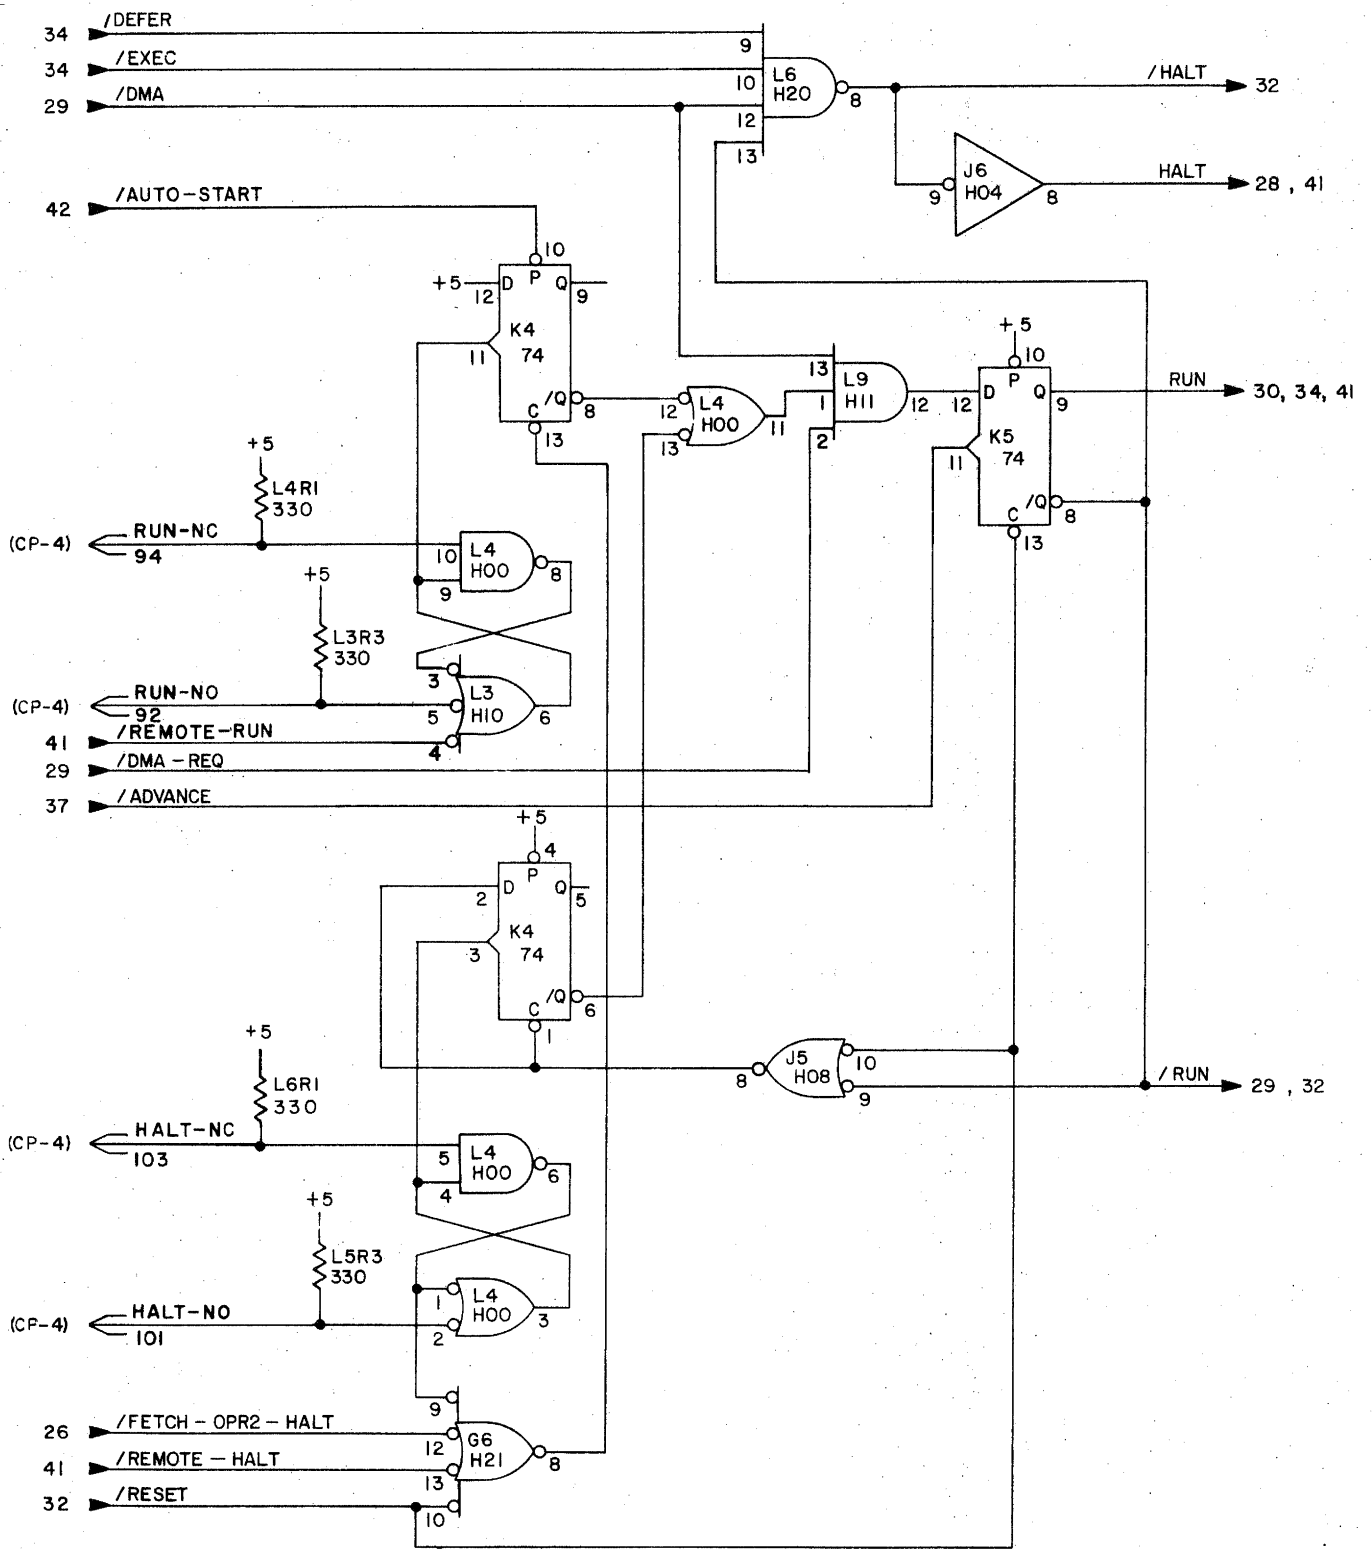 34 /DEFER
34 /EXEC
29 /DMA
9
10
12
13
L6
H20
8
/HALT 32
J6
H04
9
8
HALT 28 , 41
42 /AUTO-START
10
+5
12
D P Q
9
K4
74
11
/Q
8
C
13
12
13
L4
H00
11
13
1
2
L9
H11
12
+5
10
12
D P Q
9
RUN 30, 34, 41
K5
74
11
/Q
8
C
13
+5
L4R1
330
(CP-4) RUN-NC
94
10
9
L4
H00
8
+5
L3R3
330
(CP-4) RUN-NO
92
3
5
4
L3
H10
6
41 /REMOTE-RUN
29 /DMA-REQ
37 /ADVANCE
+5
4
2
D P Q
5
K4
74
3
/Q
6
C
1
J5
H08
8
10
9
/RUN 29 , 32
+5
L6R1
330
(CP-4) HALT-NC
103
5
4
L4
H00
6
+5
L5R3
330
(CP-4) HALT-NO
101
1
2
L4
H00
3
9
26 /FETCH-OPR2-HALT
12
G6
H21
8
41 /REMOTE-HALT
13
32 /RESET
10